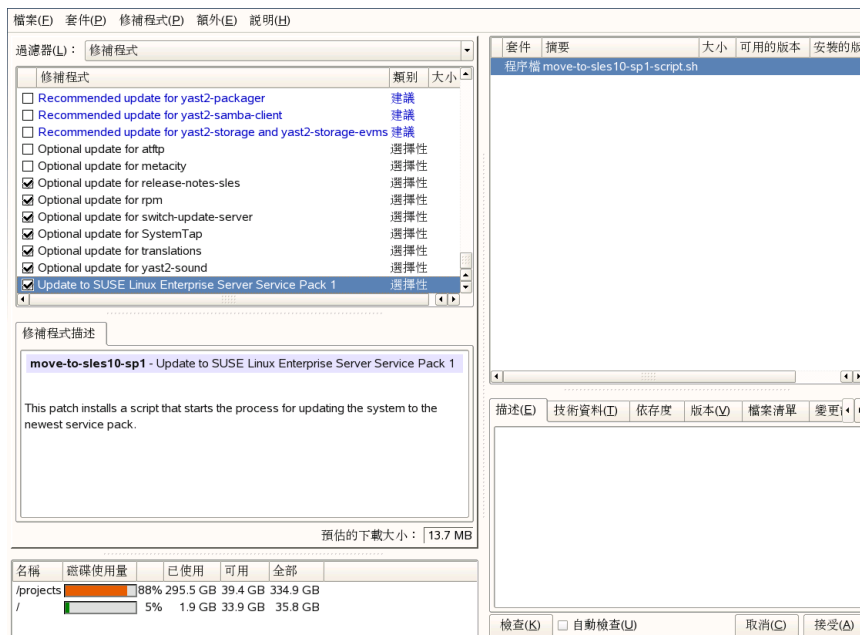 檔案(F) 套件(P) 修補程式(P) 額外(E) 說明(H)
過濾器(L)： 修補程式
修補程式 類別 大小
Recommended update for yast2-packager 建議
Recommended update for yast2-samba-client 建議
Recommended update for yast2-storage and yast2-storage-evms 建議
Optional update for atftp 選擇性
Optional update for metacity 選擇性
Optional update for release-notes-sles 選擇性
Optional update for rpm 選擇性
Optional update for switch-update-server 選擇性
Optional update for SystemTap 選擇性
Optional update for translations 選擇性
Optional update for yast2-sound 選擇性
Update to SUSE Linux Enterprise Server Service Pack 1 選擇性
修補程式描述
move-to-sles10-sp1 - Update to SUSE Linux Enterprise Server Service Pack 1
This patch installs a script that starts the process for updating the system to the
newest service pack.
預估的下載大小： 13.7 MB
名稱 磁碟使用量 已使用 可用 全部
/projects 88% 295.5 GB 39.4 GB 334.9 GB
/ 5% 1.9 GB 33.9 GB 35.8 GB
套件 摘要 大小 可用的版本 安裝的版
程序檔 move-to-sles10-sp1-script.sh
描述(E) 技術資料(T) 依存度 版本(V) 檔案清單 變更
檢查(K) 自動檢查(U) 取消(C) 接受(A)